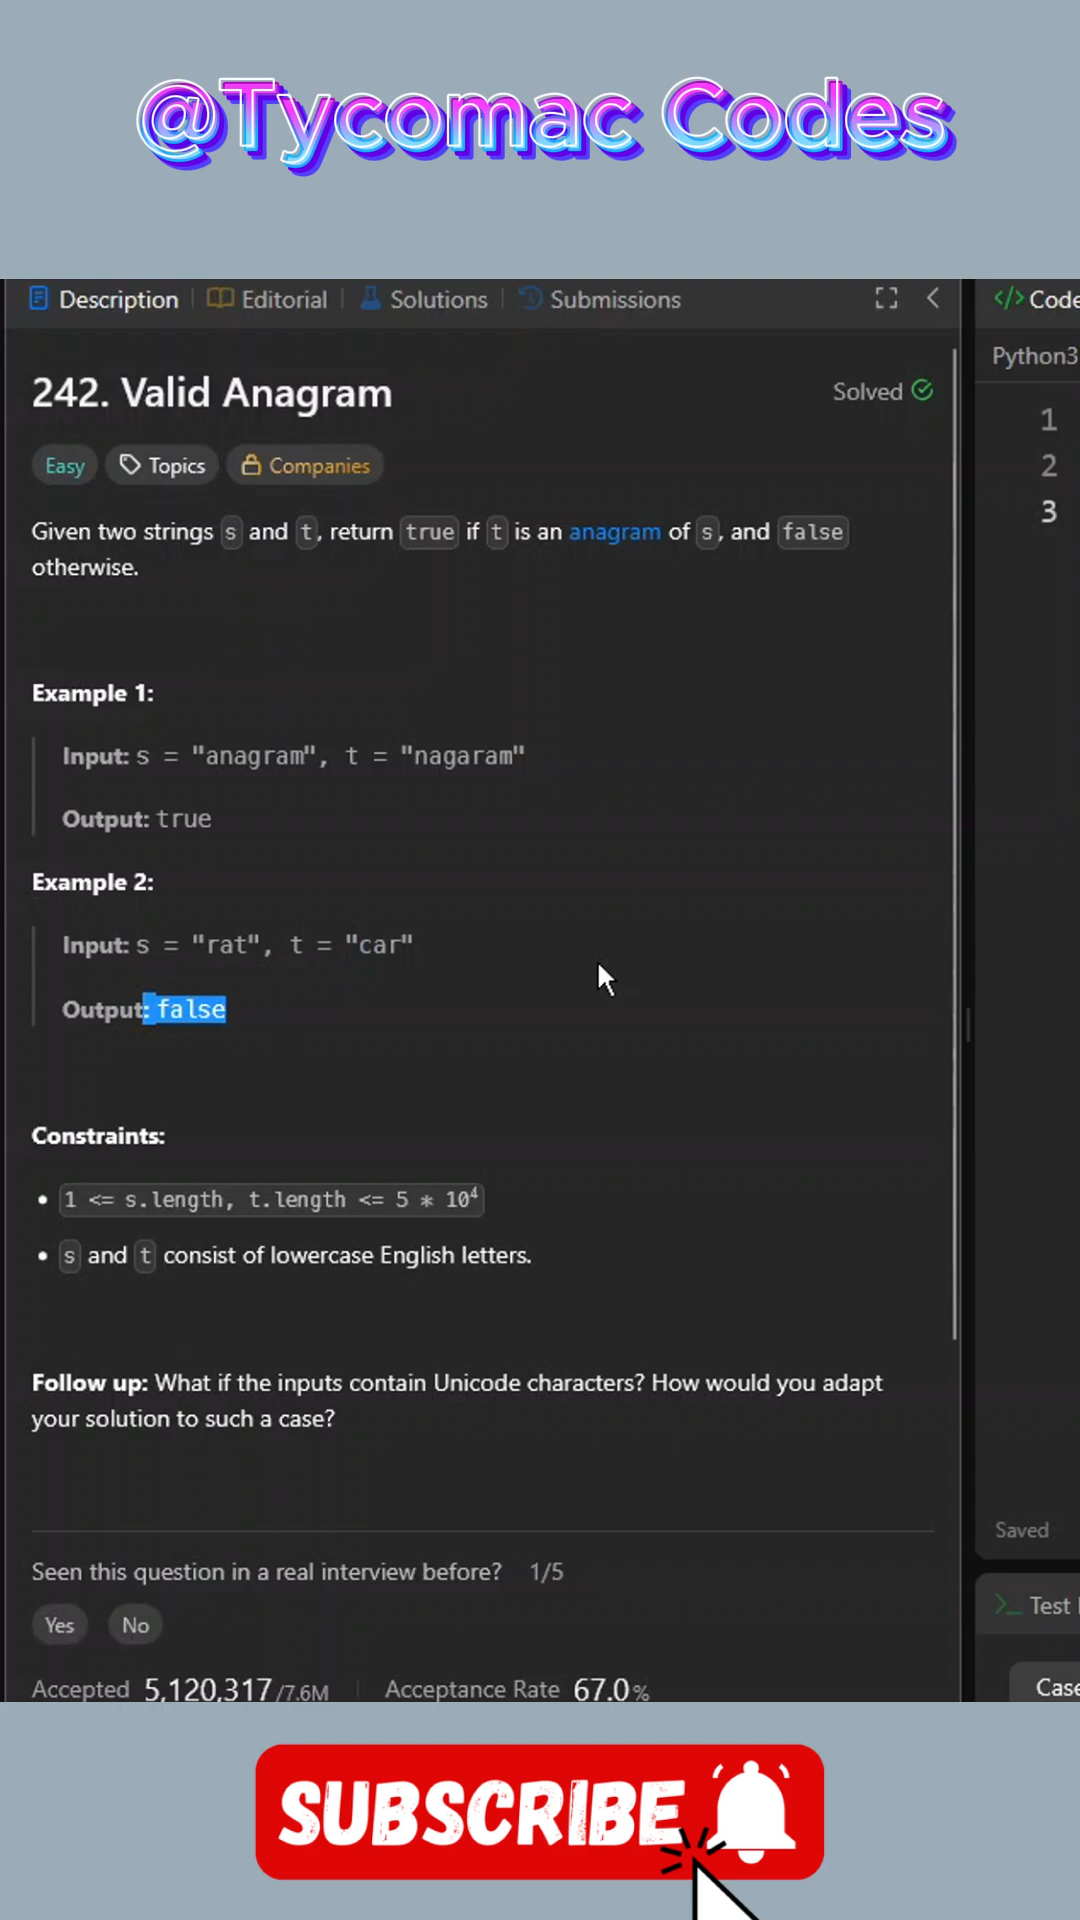 @Tycomac Codes
Description Editorial Solutions Submissions
</> Code
Python3
242. Valid Anagram
Solved
Easy Topics Companies
Given two strings s and t, return true if t is an anagram of s, and false
otherwise.
Example 1:
Input: s = "anagram", t = "nagaram"
Output: true
Example 2:
Input: s = "rat", t = "car"
Output: false
Constraints:
• 1 <= s.length, t.length <= 5 * 10⁴
• s and t consist of lowercase English letters.
Follow up: What if the inputs contain Unicode characters? How would you adapt
your solution to such a case?
Seen this question in a real interview before? 1/5
Yes No
Accepted 5,120,317/7.6M Acceptance Rate 67.0%
1
2
3
Saved
>_ Test
Case
SUBSCRIBE